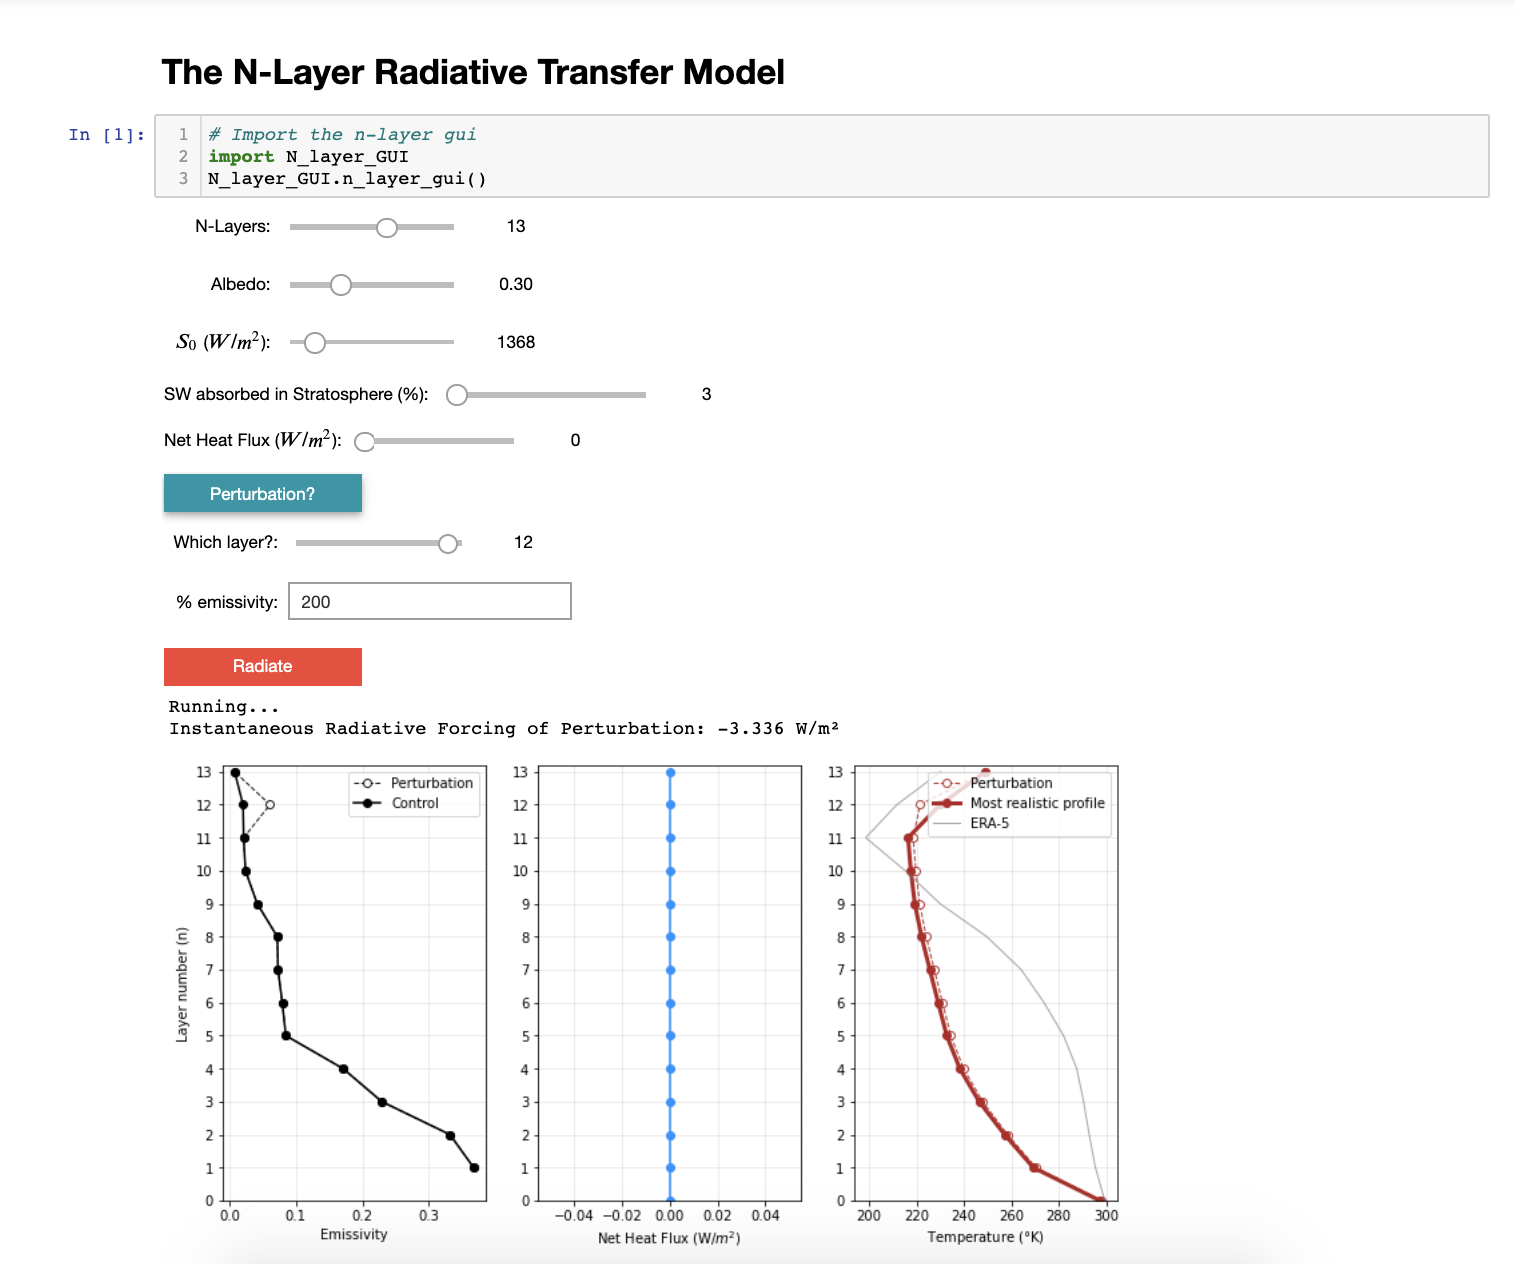 The N-Layer Radiative Transfer Model
In [1]:
1 # Import the n-layer gui
2 import N_layer_GUI
3 N_layer_GUI.n_layer_gui()
N-Layers: 13
Albedo: 0.30
S₀ (W/m²): 1368
SW absorbed in Stratosphere (%): 3
Net Heat Flux (W/m²): 0
Perturbation?
Which layer?: 12
% emissivity: 200
Radiate
Running...
Instantaneous Radiative Forcing of Perturbation: -3.336 W/m²
Layer number (n)
13
12
11
10
9
8
7
6
5
4
3
2
1
0
Perturbation
Control
0.0 0.1 0.2 0.3
Emissivity
13
12
11
10
9
8
7
6
5
4
3
2
1
0
−0.04 −0.02 0.00 0.02 0.04
Net Heat Flux (W/m²)
13
12
11
10
9
8
7
6
5
4
3
2
1
0
Perturbation
Most realistic profile
ERA-5
200 220 240 260 280 300
Temperature (°K)